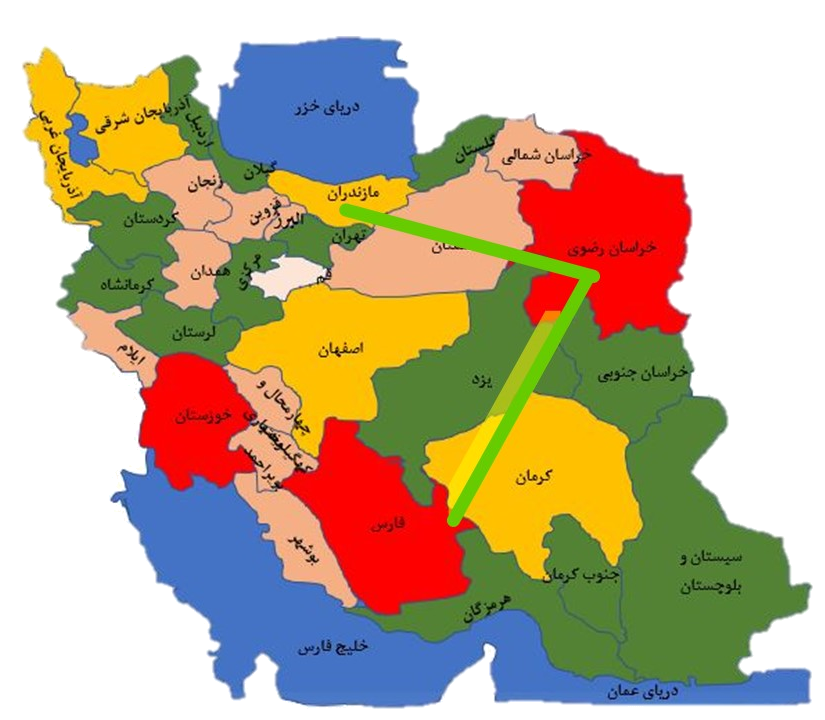 دریای خزر
آذربایجان شرقی
آذربایجان غربی
اردبیل
گیلان
گلستان
خراسان شمالی
مازندران
زنجان
قزوین
البرز
تهران
کردستان
همدان
مرکزی
قم
خراسان رضوی
کرمانشاه
لرستان
ایلام
اصفهان
یزد
خراسان جنوبی
خوزستان
چهارمحال و
بختیاری
کهگیلویه و
بویراحمد
فارس
کرمان
بوشهر
جنوب کرمان
سیستان و
بلوچستان
هرمزگان
خلیج فارس
دریای عمان